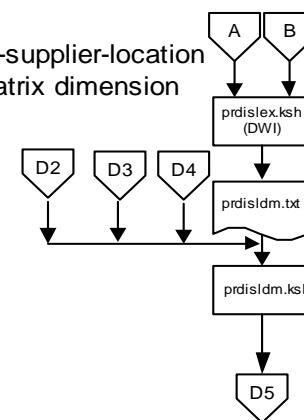 A B
-supplier-location
atrix dimension
prdislex.ksh
(DWI)
D2 D3 D4
prdisldm.txt
prdisldm.ksh
D5